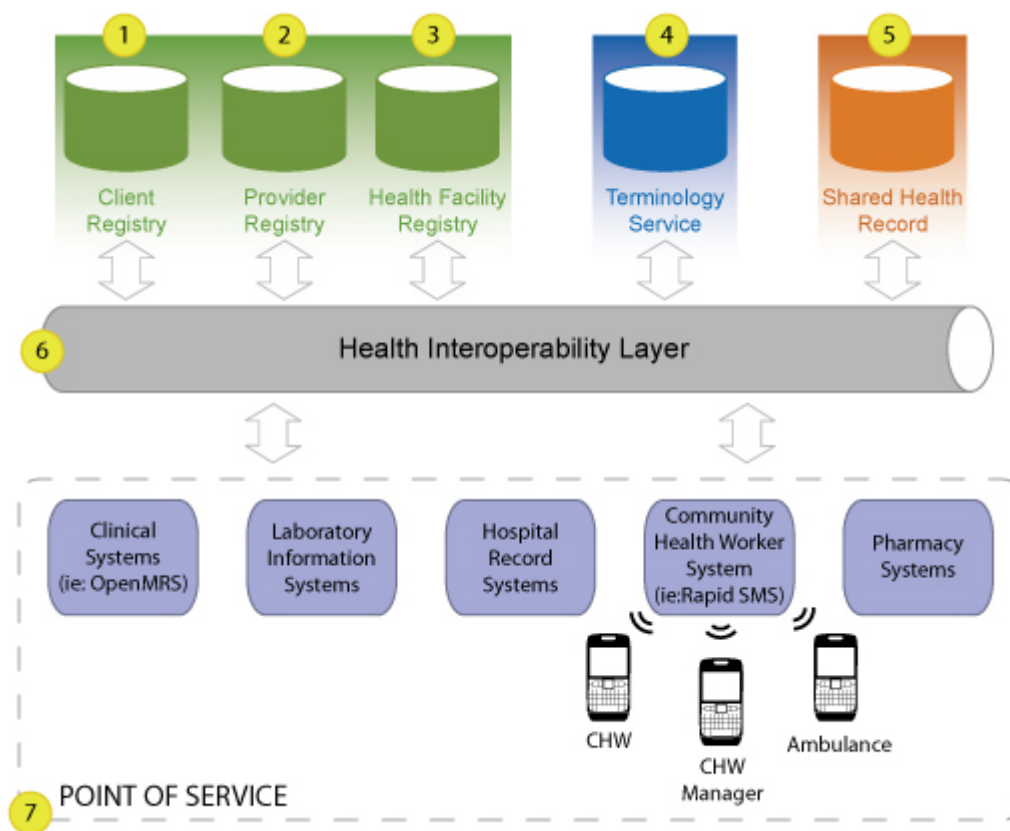 1
2
3
4
5
Client
Registry
Provider
Registry
Health Facility
Registry
Terminology
Service
Shared Health
Record
6
Health Interoperability Layer
Clinical
Systems
(ie: OpenMRS)
Laboratory
Information
Systems
Hospital
Record
Systems
Community
Health Worker
System
(ie:Rapid SMS)
Pharmacy
Systems
CHW
CHW
Manager
Ambulance
7
POINT OF SERVICE